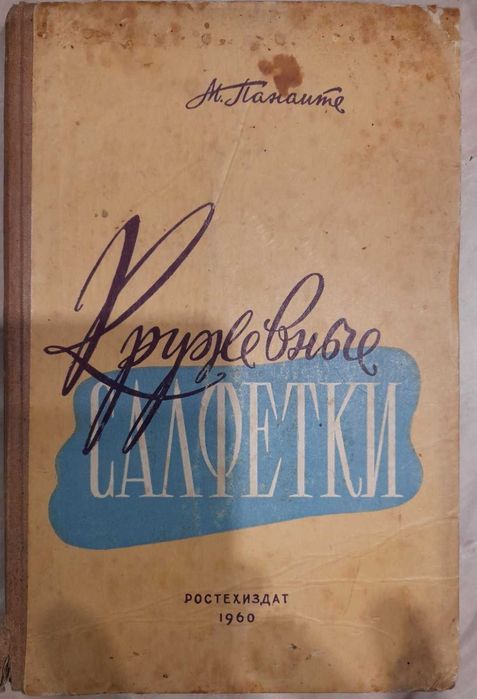 М. Панаите
Кружевные
САЛФЕТКИ
РОСТЕХИЗДАТ
1960